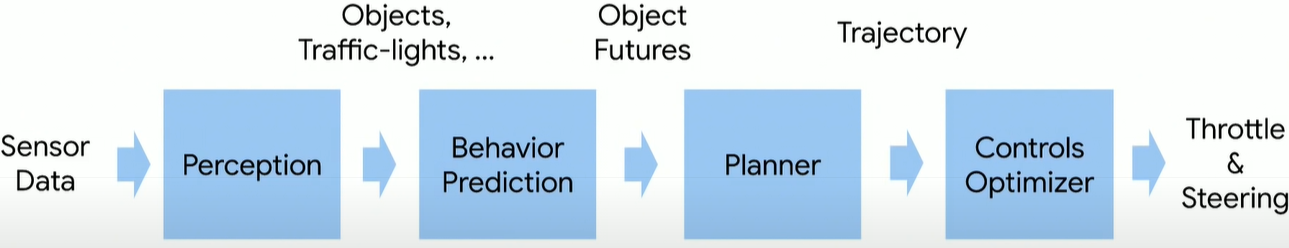 Objects,
Traffic-lights, ...
Object
Futures
Trajectory
Sensor
Data
Perception
Behavior
Prediction
Planner
Controls
Optimizer
Throttle
&
Steering